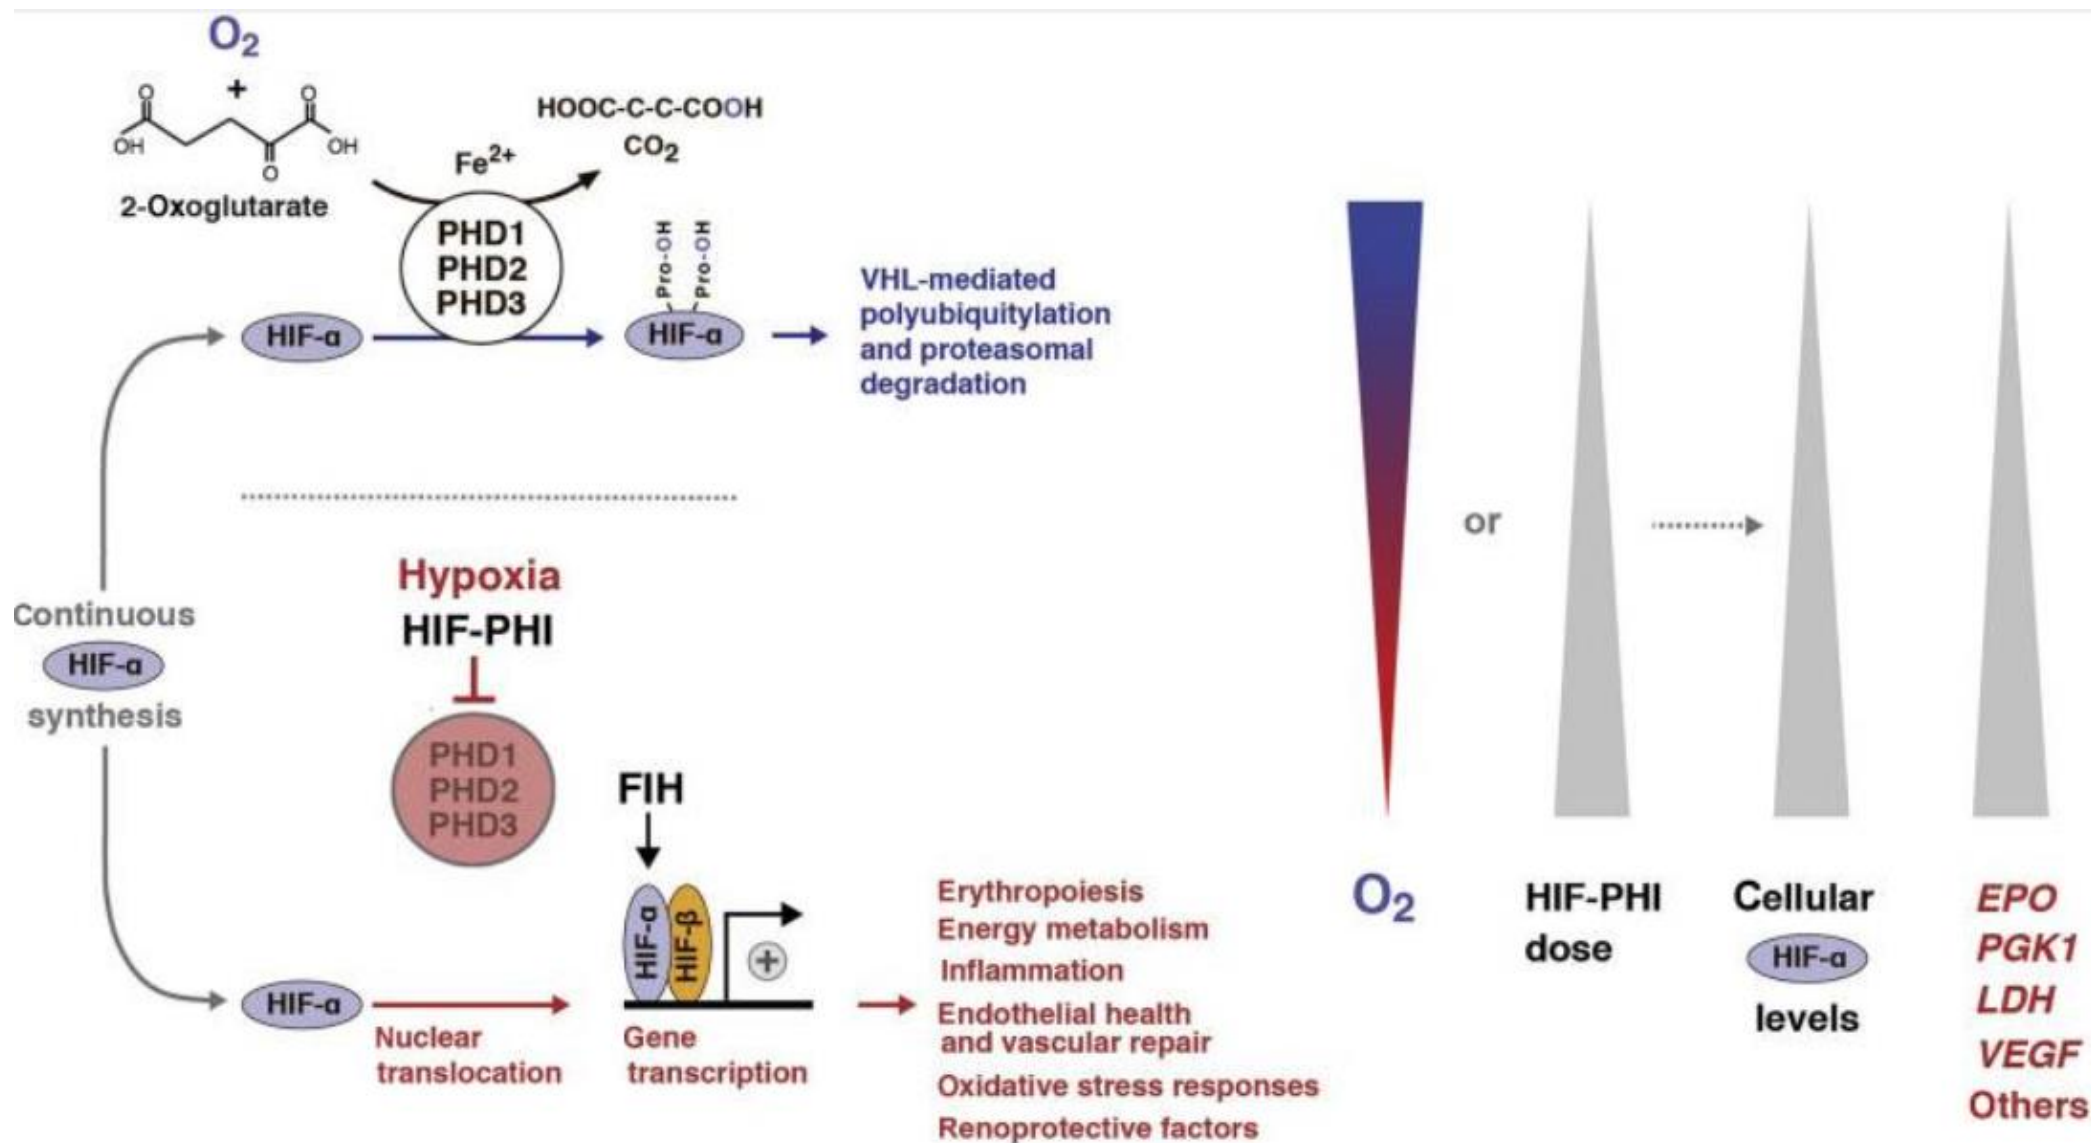 O2
+
O
O
OH
OH
O
2-Oxoglutarate
Fe2+
HOOC-C-C-COOH
CO2
PHD1
PHD2
PHD3
HIF-α
Pro-OH
Pro-OH
HIF-α
VHL-mediated
polyubiquitylation
and proteasomal
degradation
Continuous
HIF-α
synthesis
Hypoxia
HIF-PHI
PHD1
PHD2
PHD3
FIH
HIF-α
HIF-β
+
HIF-α
Nuclear
translocation
Gene
transcription
Erythropoiesis
Energy metabolism
Inflammation
Endothelial health
and vascular repair
Oxidative stress responses
Renoprotective factors
or
O2
HIF-PHI
dose
Cellular
HIF-α
levels
EPO
PGK1
LDH
VEGF
Others